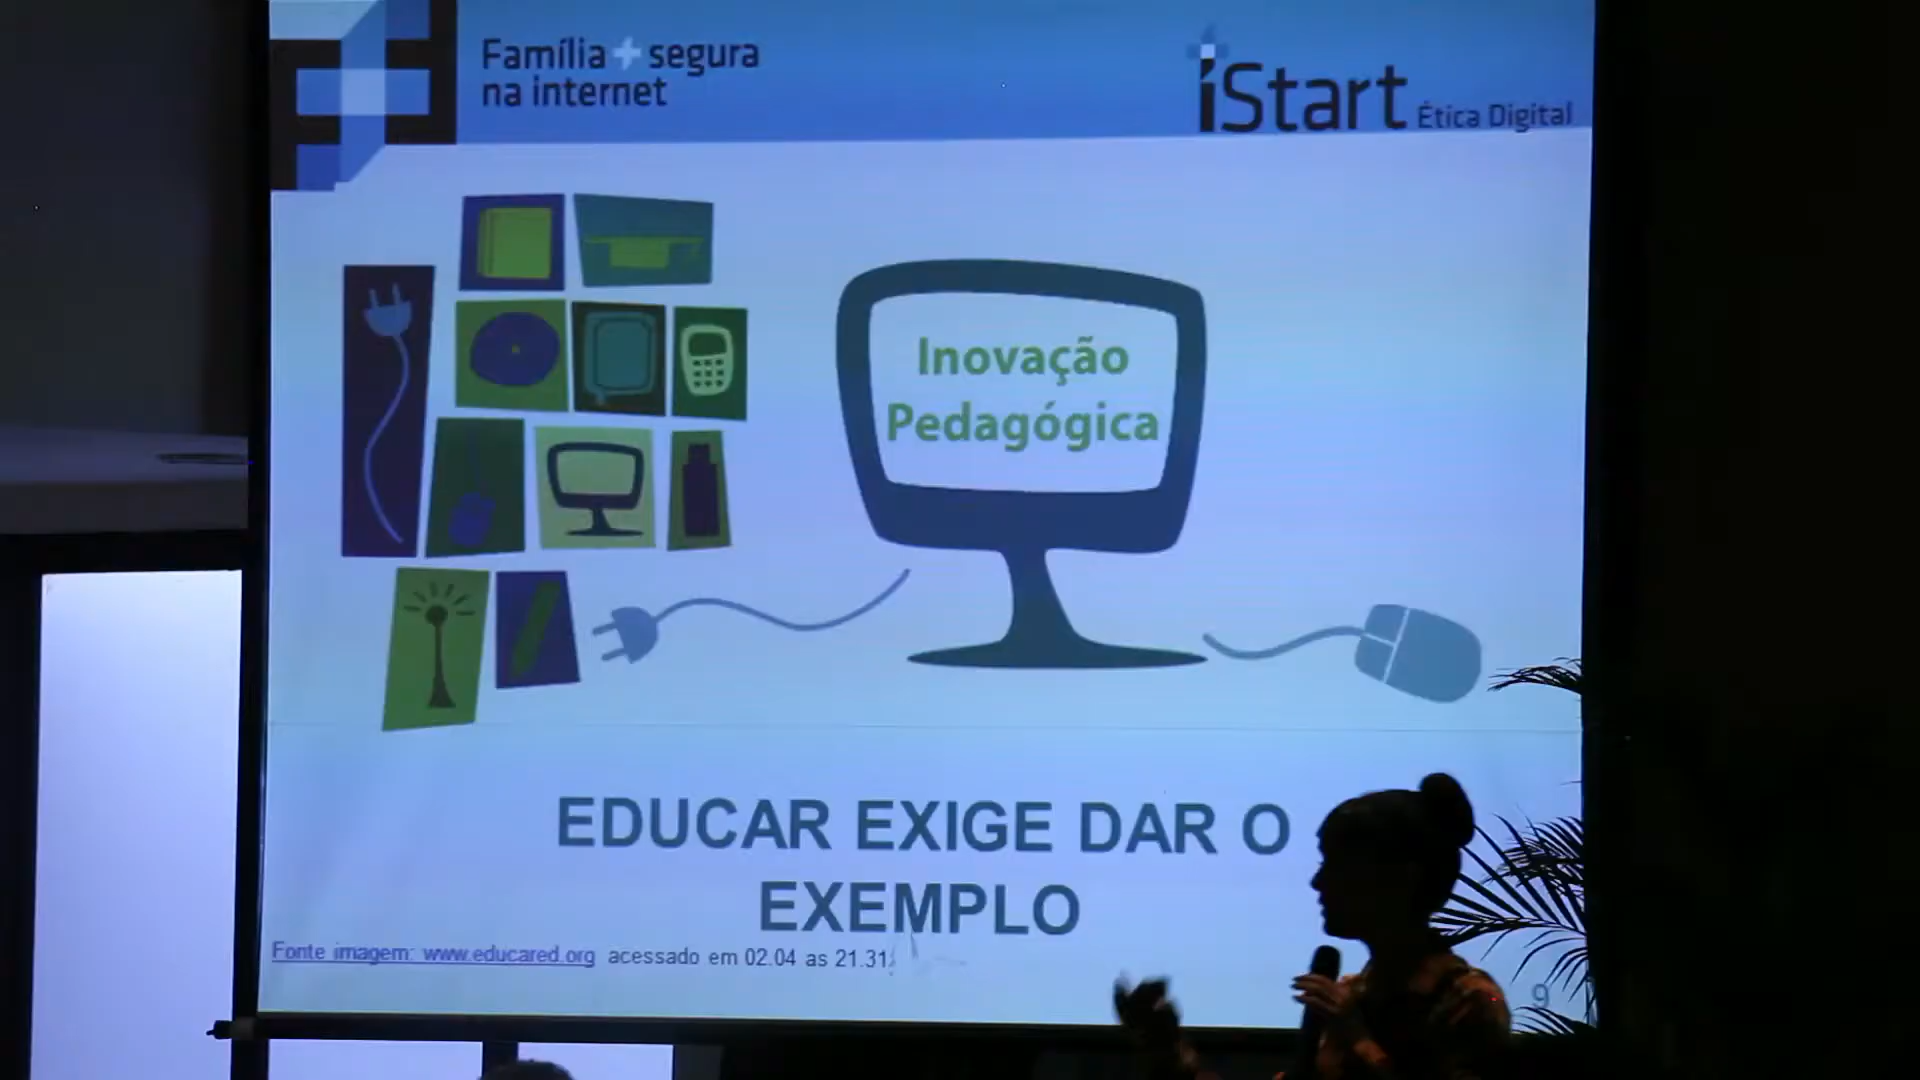 Família + segura
na internet
iStart Ética Digital
Inovação
Pedagógica
EDUCAR EXIGE DAR O
EXEMPLO
Fonte imagem: www.educared.org acessado em 02.04 as 21.31.
9